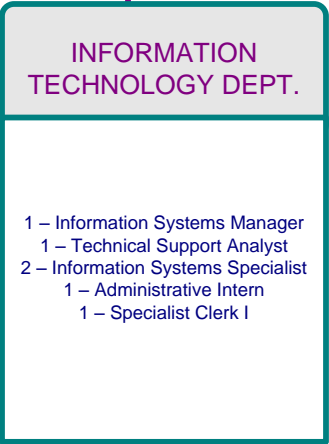 INFORMATION
TECHNOLOGY DEPT.
1 – Information Systems Manager
1 – Technical Support Analyst
2 – Information Systems Specialist
1 – Administrative Intern
1 – Specialist Clerk I